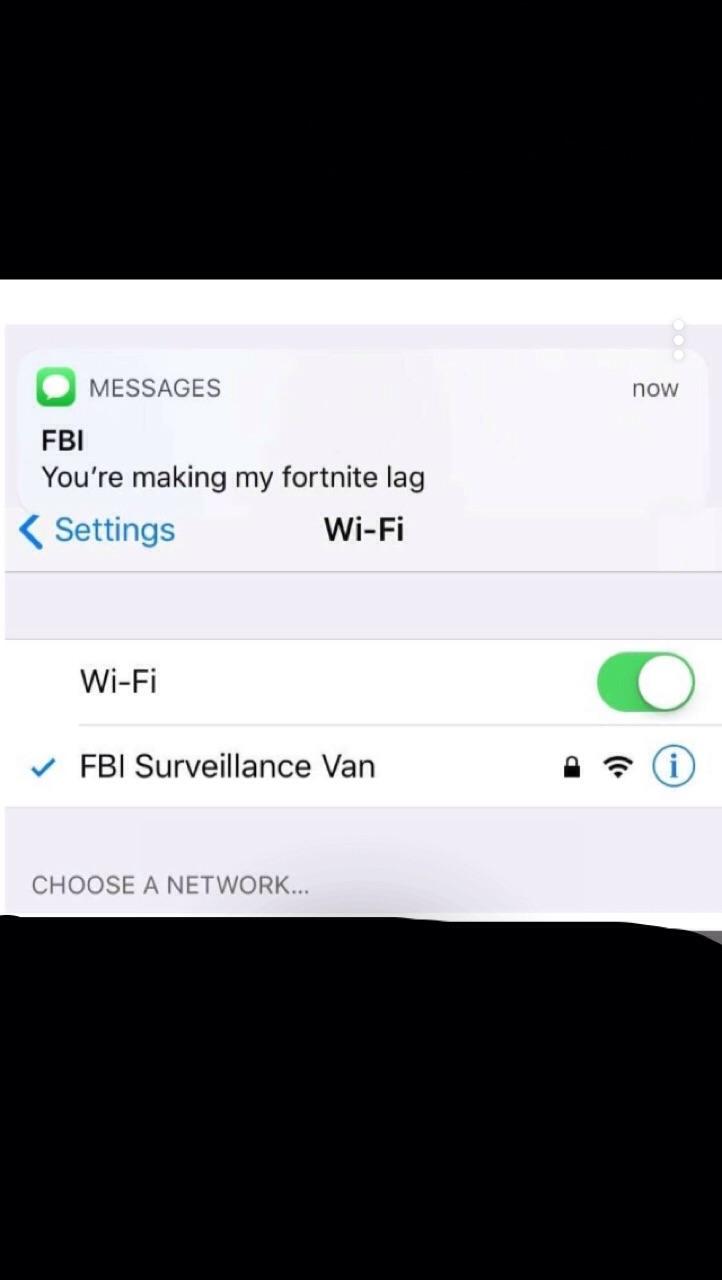 MESSAGES now
FBI
You're making my fortnite lag
Settings Wi-Fi
Wi-Fi
FBI Surveillance Van
CHOOSE A NETWORK...